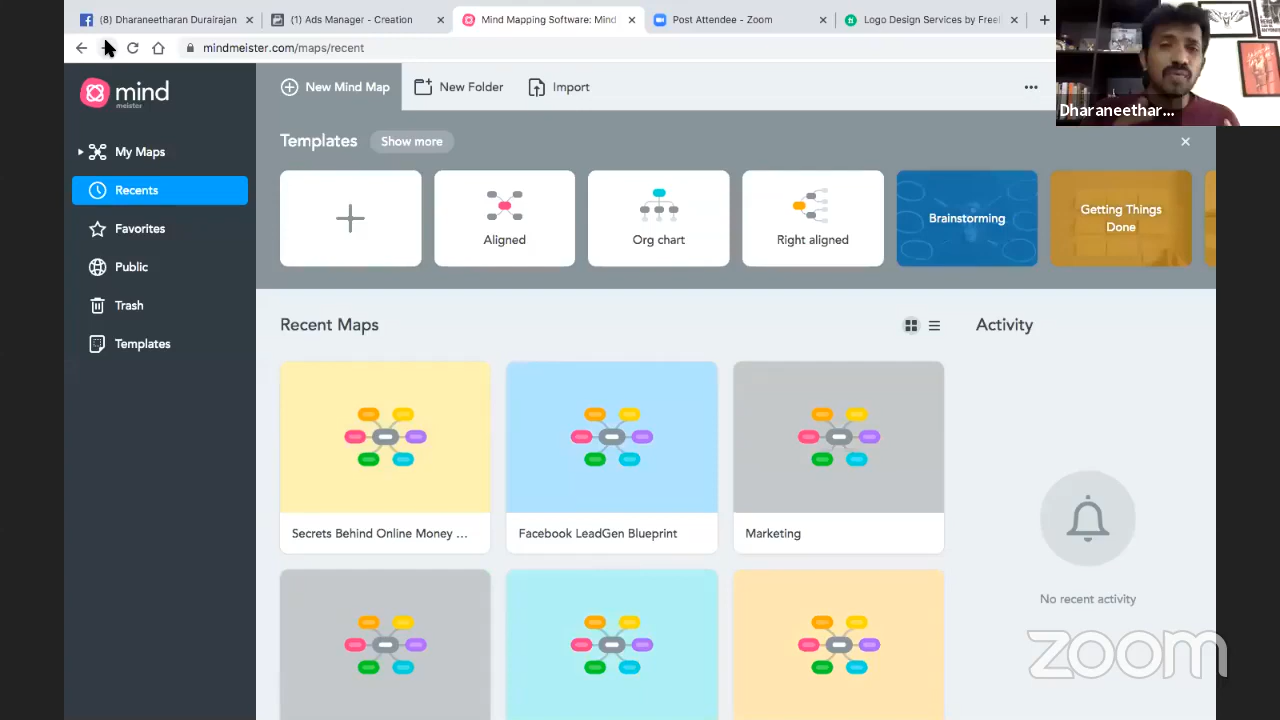 (8) Dharaneetharan Durairajan
(1) Ads Manager - Creation
Mind Mapping Software: Mind
Post Attendee - Zoom
Logo Design Services by Freel
mindmeister.com/maps/recent
Dharaneethar...
mind
meister
New Mind Map
New Folder
Import
My Maps
Recents
Favorites
Public
Trash
Templates
Templates
Show more
Aligned
Org chart
Right aligned
Brainstorming
Getting Things
Done
Recent Maps
Activity
Secrets Behind Online Money ...
Facebook LeadGen Blueprint
Marketing
No recent activity
zoom